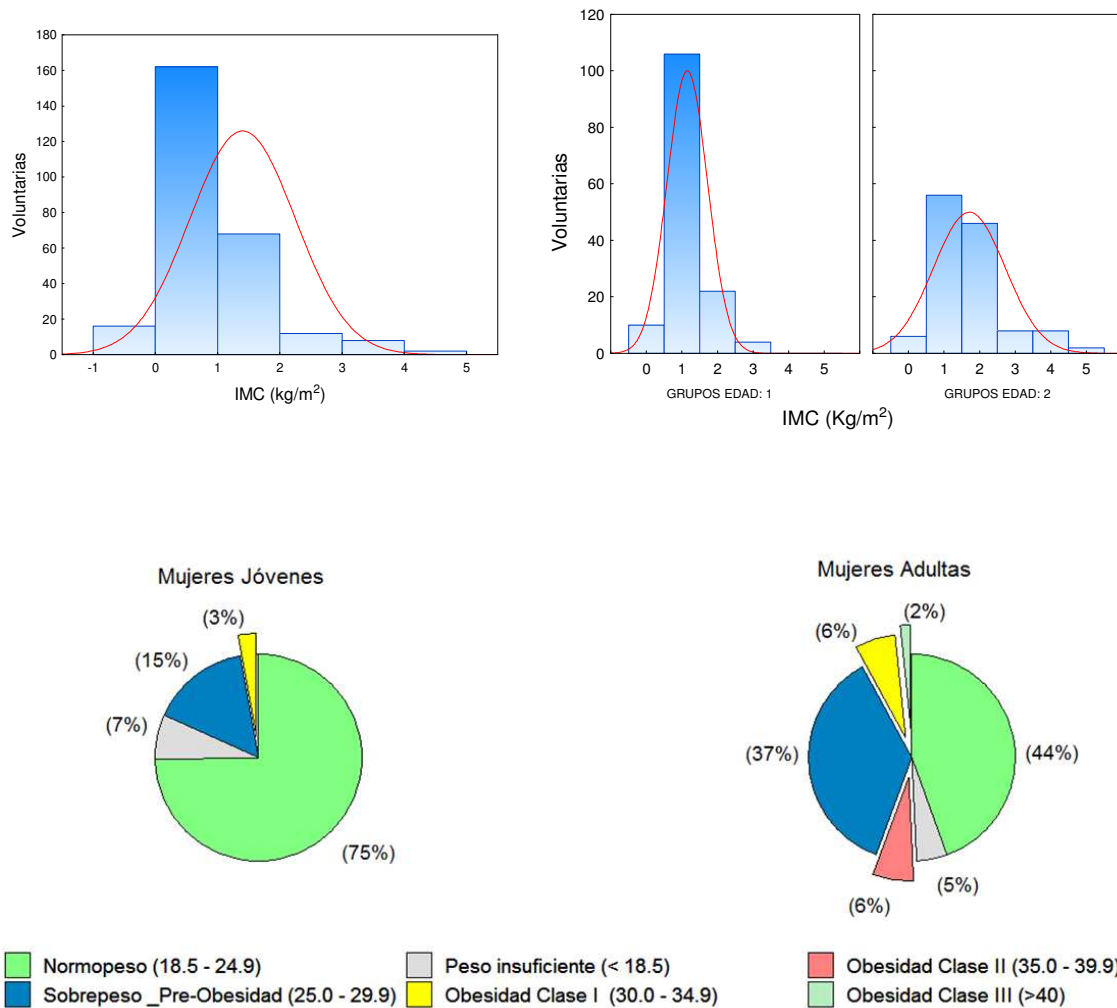 180
160
140
120
100
80
60
40
20
0
Voluntarias
-1 0 1 2 3 4 5
IMC (kg/m²)
120
100
80
60
40
20
0
Voluntarias
0 1 2 3 4 5
GRUPOS EDAD: 1
0 1 2 3 4 5
GRUPOS EDAD: 2
IMC (Kg/m²)
Mujeres Jóvenes
(3%)
(15%)
(7%)
(75%)
Mujeres Adultas
(2%)
(6%)
(37%)
(44%)
(5%)
(6%)
Normopeso (18.5 - 24.9)
Peso insuficiente (< 18.5)
Obesidad Clase II (35.0 - 39.9)
Sobrepeso _Pre-Obesidad (25.0 - 29.9)
Obesidad Clase I (30.0 - 34.9)
Obesidad Clase III (>40)